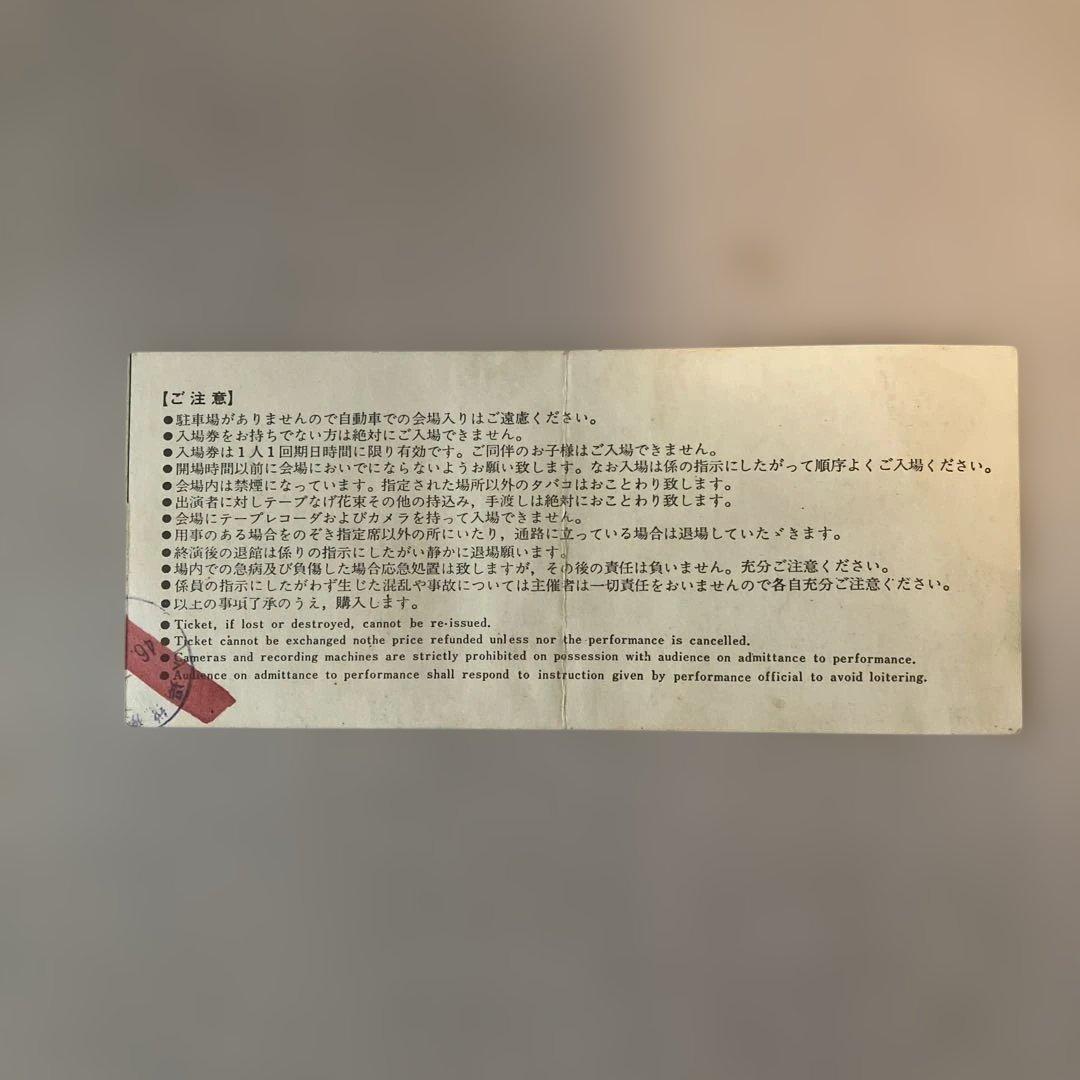 【ご注意】
●駐車場がありませんので自動車での会場入りはご遠慮ください。
●入場券をお持ちでない方は絶対にご入場できません。
●入場券は1人1回期日時間に限り有効です。ご同伴のお子様はご入場できません。
●開場時間以前に会場においでにならないようお願い致します。なお入場は係の指示にしたがって順序よくご入場ください。
●会場内は禁煙になっています。指定された場所以外のタバコはおことわり致します。
●出演者に対しテープなげ花束その他の持込み，手渡しは絶対におことわり致します。
●会場にテープレコーダおよびカメラを持って入場できません。
●用事のある場合をのぞき指定席以外の所にいたり，通路に立っている場合は退場していたゞきます。
●終演後の退館は係りの指示にしたがい静かに退場願います。
●場内での急病及び負傷した場合応急処置は致しますが，その後の責任は負いません。充分ご注意ください。
●係員の指示にしたがわず生じた混乱や事故については主催者は一切責任をおいませんので各自充分ご注意ください。
●以上の事項了承のうえ，購入します。
●Ticket, if lost or destroyed, cannot be re-issued.
●Ticket cannot be exchanged nothe price refunded unless nor the performance is cancelled.
●Cameras and recording machines are strictly prohibited on possession with audience on admittance to performance.
●Audience on admittance to performance shall respond to instruction given by performance official to avoid loitering.
46.